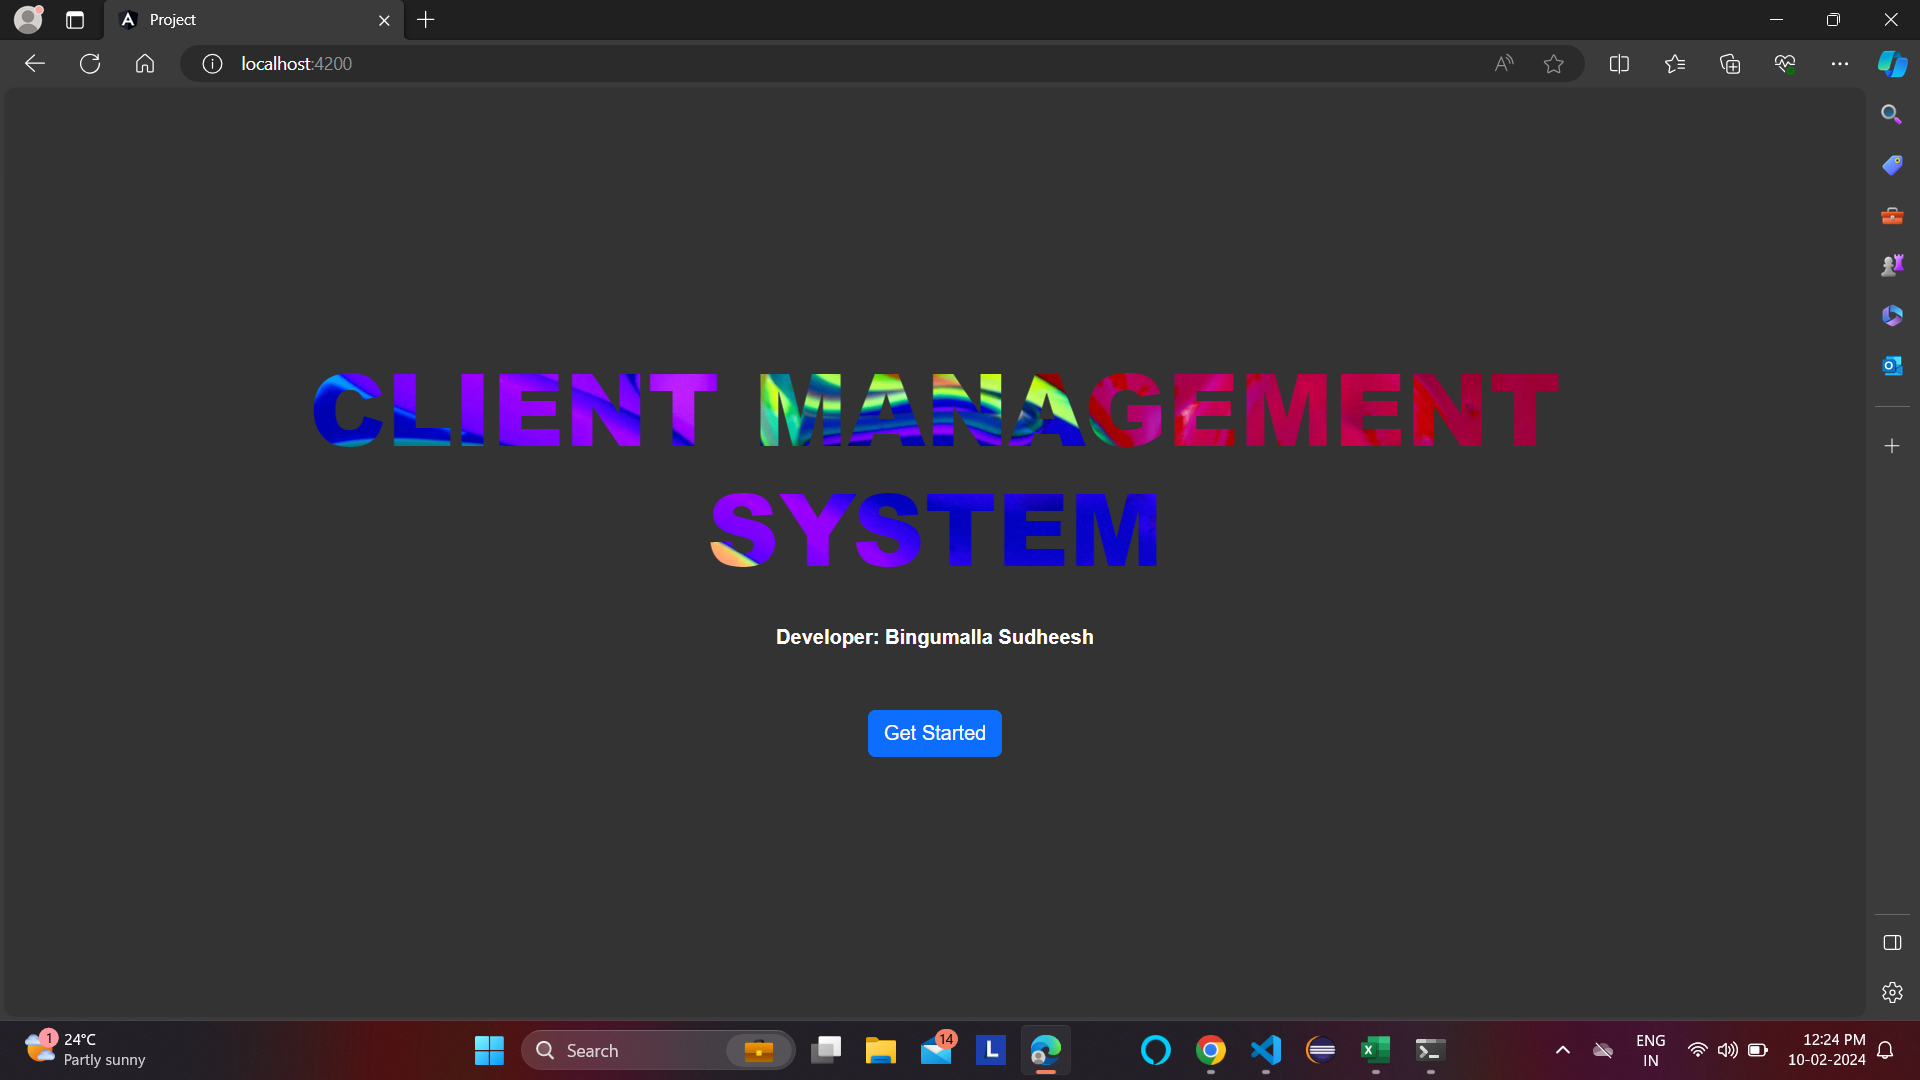 Project
localhost:4200
CLIENT MANAGEMENT
SYSTEM
Developer: Bingumalla Sudheesh
Get Started
1
24°C
Partly sunny
Search
14
L
ENG
IN
12:24 PM
10-02-2024